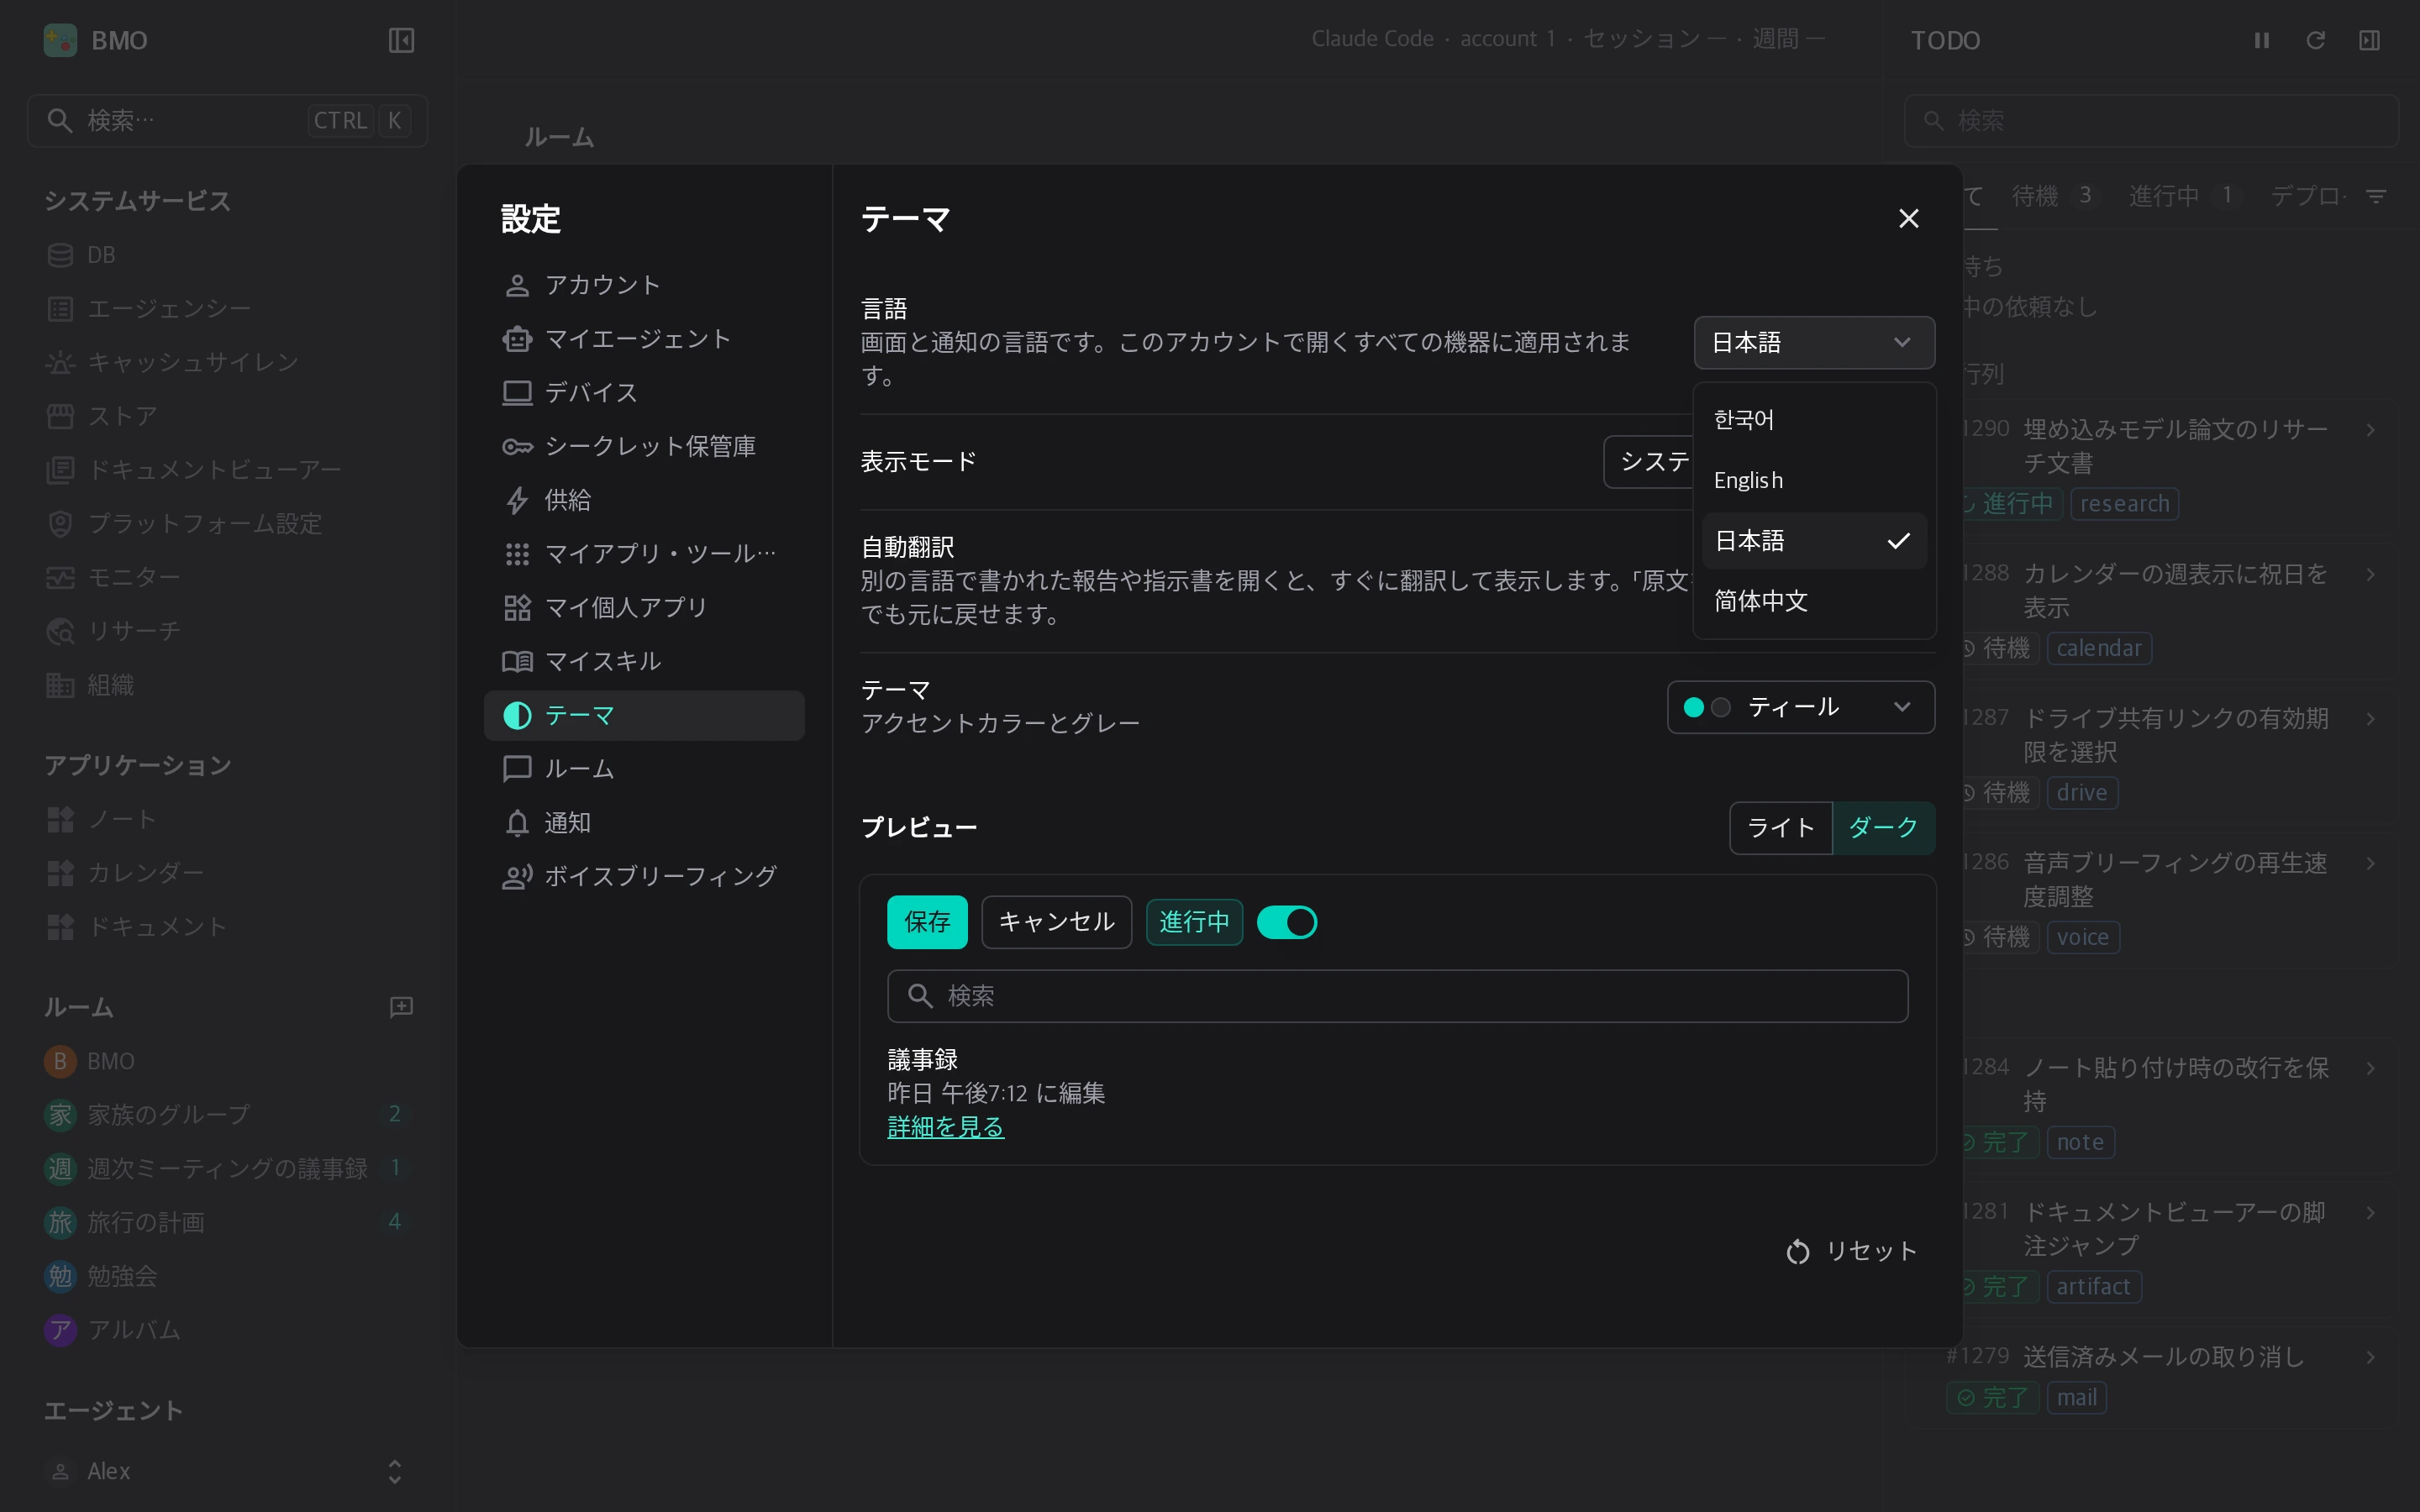 BMO
検索…
CTRL K
システムサービス
DB
エージェンシー
キャッシュサイレン
ストア
ドキュメントビューアー
プラットフォーム設定
モニター
リサーチ
組織
アプリケーション
ノート
カレンダー
ドキュメント
ルーム
B BMO
家 家族のグループ 2
週 週次ミーティングの議事録 1
旅 旅行の計画 4
勉 勉強会
ア アルバム
エージェント
Alex
Claude Code · account 1 · セッション — · 週間 —
ルーム
設定
アカウント
マイエージェント
デバイス
シークレット保管庫
供給
マイアプリ・ツール…
マイ個人アプリ
マイスキル
テーマ
ルーム
通知
ボイスブリーフィング
テーマ
言語
画面と通知の言語です。このアカウントで開くすべての機器に適用されま
す。
日本語
한국어
English
日本語
简体中文
表示モード
システ
自動翻訳
別の言語で書かれた報告や指示書を開くと、すぐに翻訳して表示します。「原文
でも元に戻せます。
テーマ
アクセントカラーとグレー
ティール
プレビュー
ライト ダーク
保存 キャンセル 進行中
検索
議事録
昨日 午後7:12 に編集
詳細を見る
リセット
TODO
検索
て 待機 3 進行中 1 デプロ
待ち
中の依頼なし
行列
1290 埋め込みモデル論文のリサー
チ文書
進行中 research
1288 カレンダーの週表示に祝日を
表示
待機 calendar
1287 ドライブ共有リンクの有効期
限を選択
待機 drive
1286 音声ブリーフィングの再生速
度調整
待機 voice
1284 ノート貼り付け時の改行を保
持
完了 note
1281 ドキュメントビューアーの脚
注ジャンプ
完了 artifact
#1279 送信済みメールの取り消し
完了 mail